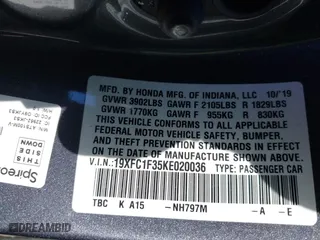 MFD. BY HONDA MFG. OF INDIANA, LLC 10/19
GVWR 3902LBS GAWR F 2105LBS R 1829LBS
GVWR 1770KG GAWR F 955KG R 830KG
THIS VEHICLE CONFORMS TO ALL APPLICABLE
FEDERAL MOTOR VEHICLE SAFETY, BUMPER,
AND THEFT PREVENTION STANDARDS IN EFFECT
ON THE DATE OF MANUFACTURE SHOWN ABOVE.
V.I.N.: 19XFC1F35KE020036 TYPE: PASSENGER CAR
TBC K A15 -NH797M -A -E
THIS
SIDE
DOWN
Spireo
RIDESAFELY